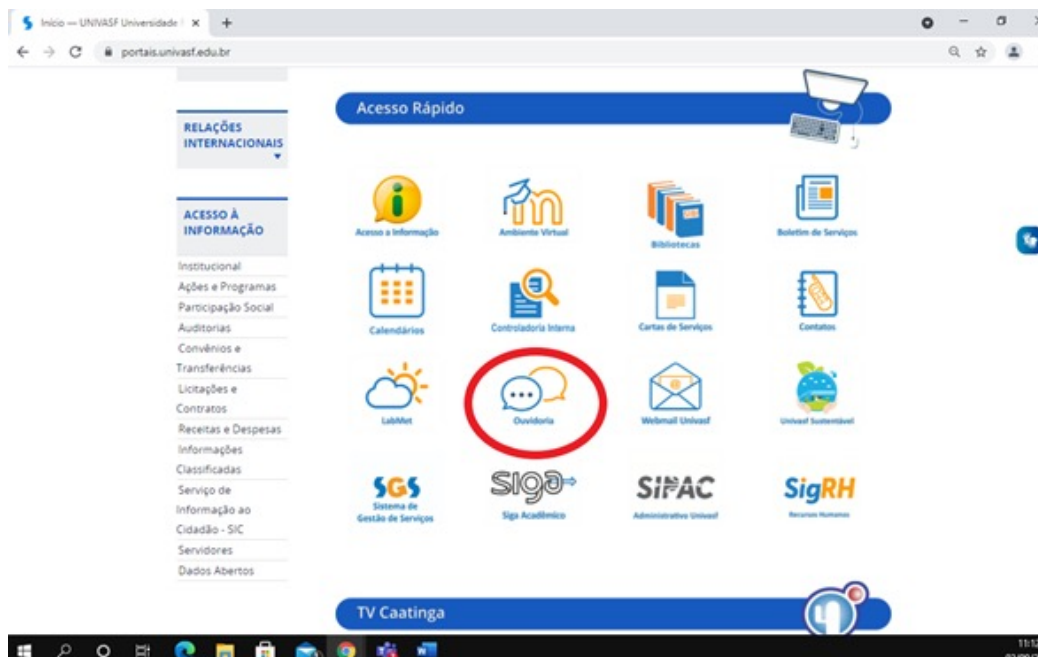 Início — UNIVASF Universidade
portais.univasf.edu.br
RELAÇÕES
INTERNACIONAIS
ACESSO À
INFORMAÇÃO
Institucional
Ações e Programas
Participação Social
Auditorias
Convênios e
Transferências
Licitações e
Contratos
Receitas e Despesas
Informações
Classificadas
Serviço de
Informação ao
Cidadão - SIC
Servidores
Dados Abertos
Acesso Rápido
Acesso a Informação
Ambiente Virtual
Bibliotecas
Boletim de Serviços
Calendários
Controladoria Interna
Cartas de Serviços
Contatos
LabMet
Ouvidoria
Webmail Univasf
Univasf Sustentável
SGS
Sistema de
Gestão de Serviços
SIGa
Siga Acadêmico
SIPAC
Administrativo Univasf
SigRH
Recursos Humanos
TV Caatinga